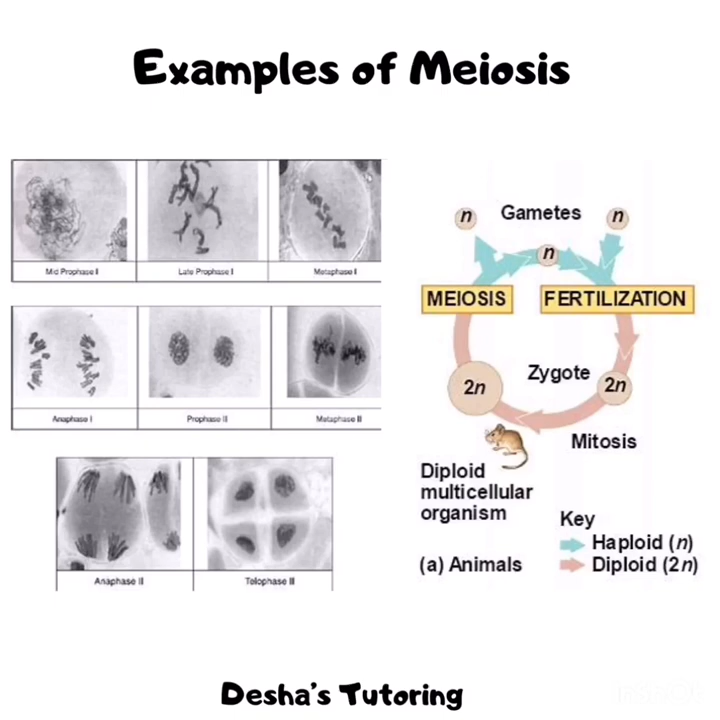 Examples of Meiosis
Mid Prophase I
Late Prophase I
Metaphase I
Anaphase I
Prophase II
Metaphase II
Anaphase II
Telophase II
n
Gametes
n
n
MEIOSIS
FERTILIZATION
Zygote
2n
2n
Mitosis
Diploid
multicellular
organism
Key
Haploid (n)
(a) Animals
Diploid (2n)
Desha's Tutoring